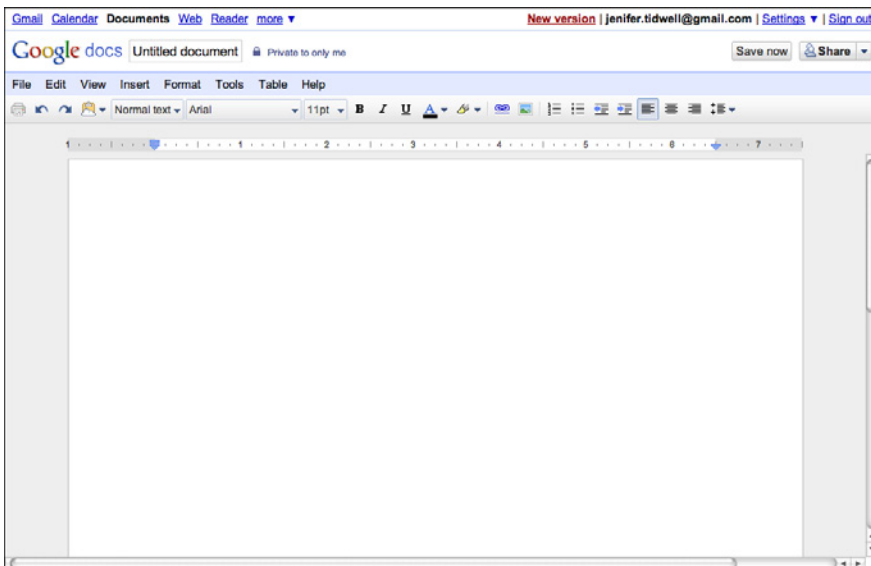 Gmail Calendar Documents Web Reader more ▼ New version | jenifer.tidwell@gmail.com | Settings ▼ | Sign out
Google docs Untitled document Private to only me Save now Share
File Edit View Insert Format Tools Table Help
Normal text Arial 11pt B I U A
1 1 2 3 4 5 6 7